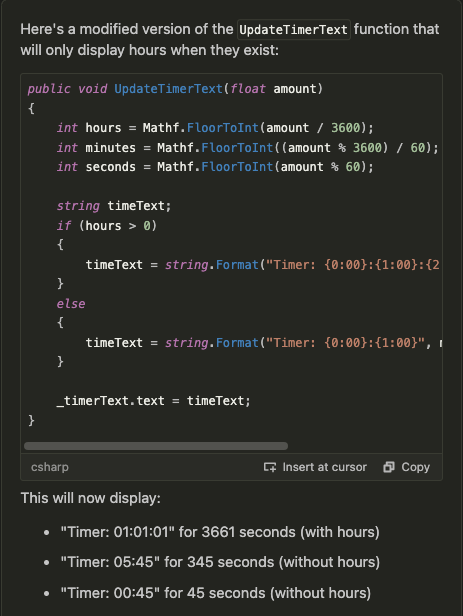 Here's a modified version of the UpdateTimerText function that
will only display hours when they exist:
public void UpdateTimerText(float amount)
{
    int hours = Mathf.FloorToInt(amount / 3600);
    int minutes = Mathf.FloorToInt((amount % 3600) / 60);
    int seconds = Mathf.FloorToInt(amount % 60);
    string timeText;
    if (hours > 0)
    {
        timeText = string.Format("Timer: {0:00}:{1:00}:{2
    }
    else
    {
        timeText = string.Format("Timer: {0:00}:{1:00}",
    }
    _timerText.text = timeText;
}
csharp Insert at cursor Copy
This will now display:
• "Timer: 01:01:01" for 3661 seconds (with hours)
• "Timer: 05:45" for 345 seconds (without hours)
• "Timer: 00:45" for 45 seconds (without hours)